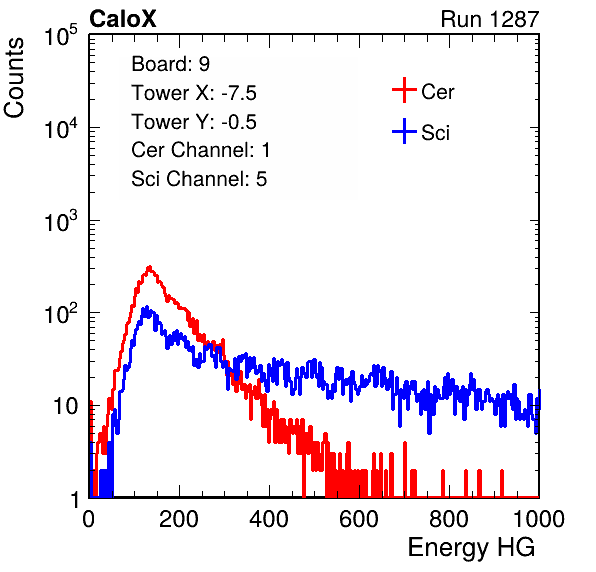 CaloX Run 1287
Counts
10^5
Board: 9
Tower X: -7.5
Tower Y: -0.5
Cer Channel: 1
Sci Channel: 5
Cer
Sci
10^4
10^3
10^2
10
1
0 200 400 600 800 1000
Energy HG